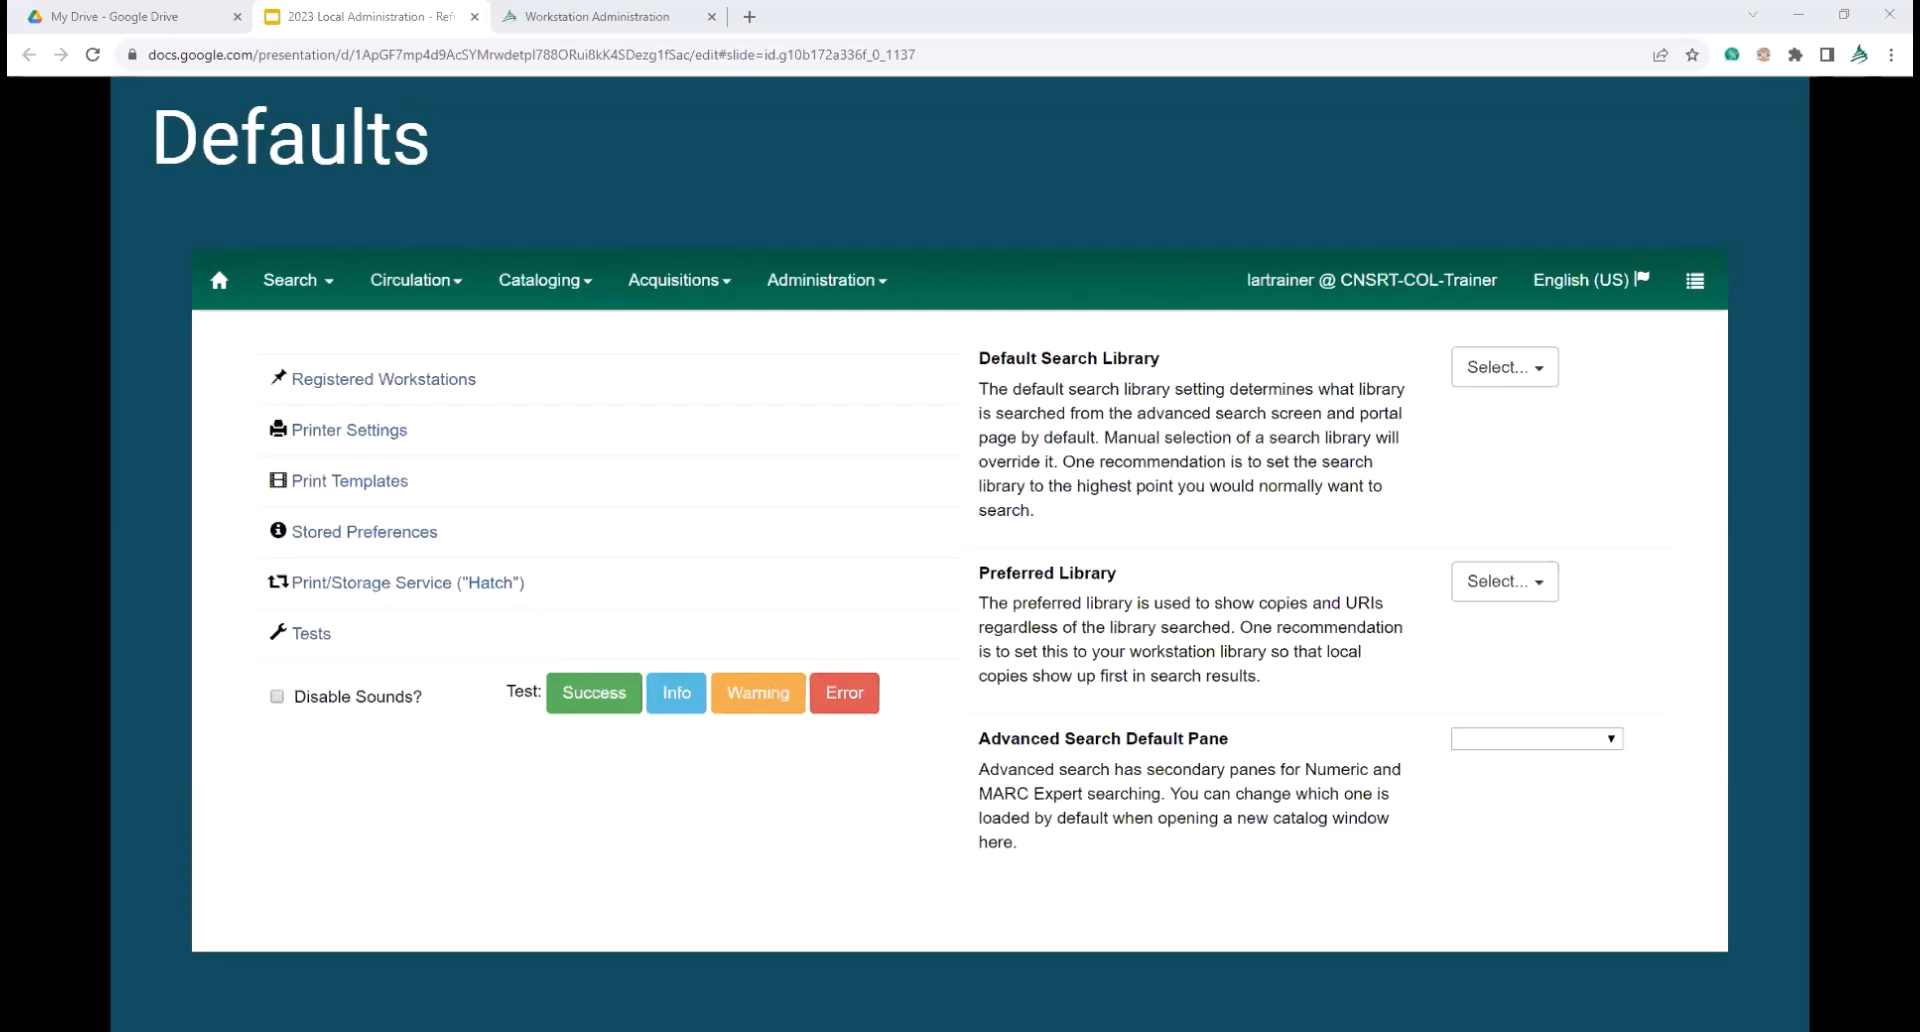 My Drive - Google Drive
2023 Local Administration - Ref
Workstation Administration
docs.google.com/presentation/d/1ApGF7mp4d9AcSYMrwdetpI788ORui8kK4SDezg1fSac/edit#slide=id.g10b172a336f_0_1137
Defaults
Search Circulation Cataloging Acquisitions Administration lartrainer @ CNSRT-COL-Trainer English (US)
Registered Workstations
Printer Settings
Print Templates
Stored Preferences
Print/Storage Service ("Hatch")
Tests
Disable Sounds? Test: Success Info Warning Error
Default Search Library Select...
The default search library setting determines what library
is searched from the advanced search screen and portal
page by default. Manual selection of a search library will
override it. One recommendation is to set the search
library to the highest point you would normally want to
search.
Preferred Library Select...
The preferred library is used to show copies and URIs
regardless of the library searched. One recommendation
is to set this to your workstation library so that local
copies show up first in search results.
Advanced Search Default Pane
Advanced search has secondary panes for Numeric and
MARC Expert searching. You can change which one is
loaded by default when opening a new catalog window
here.